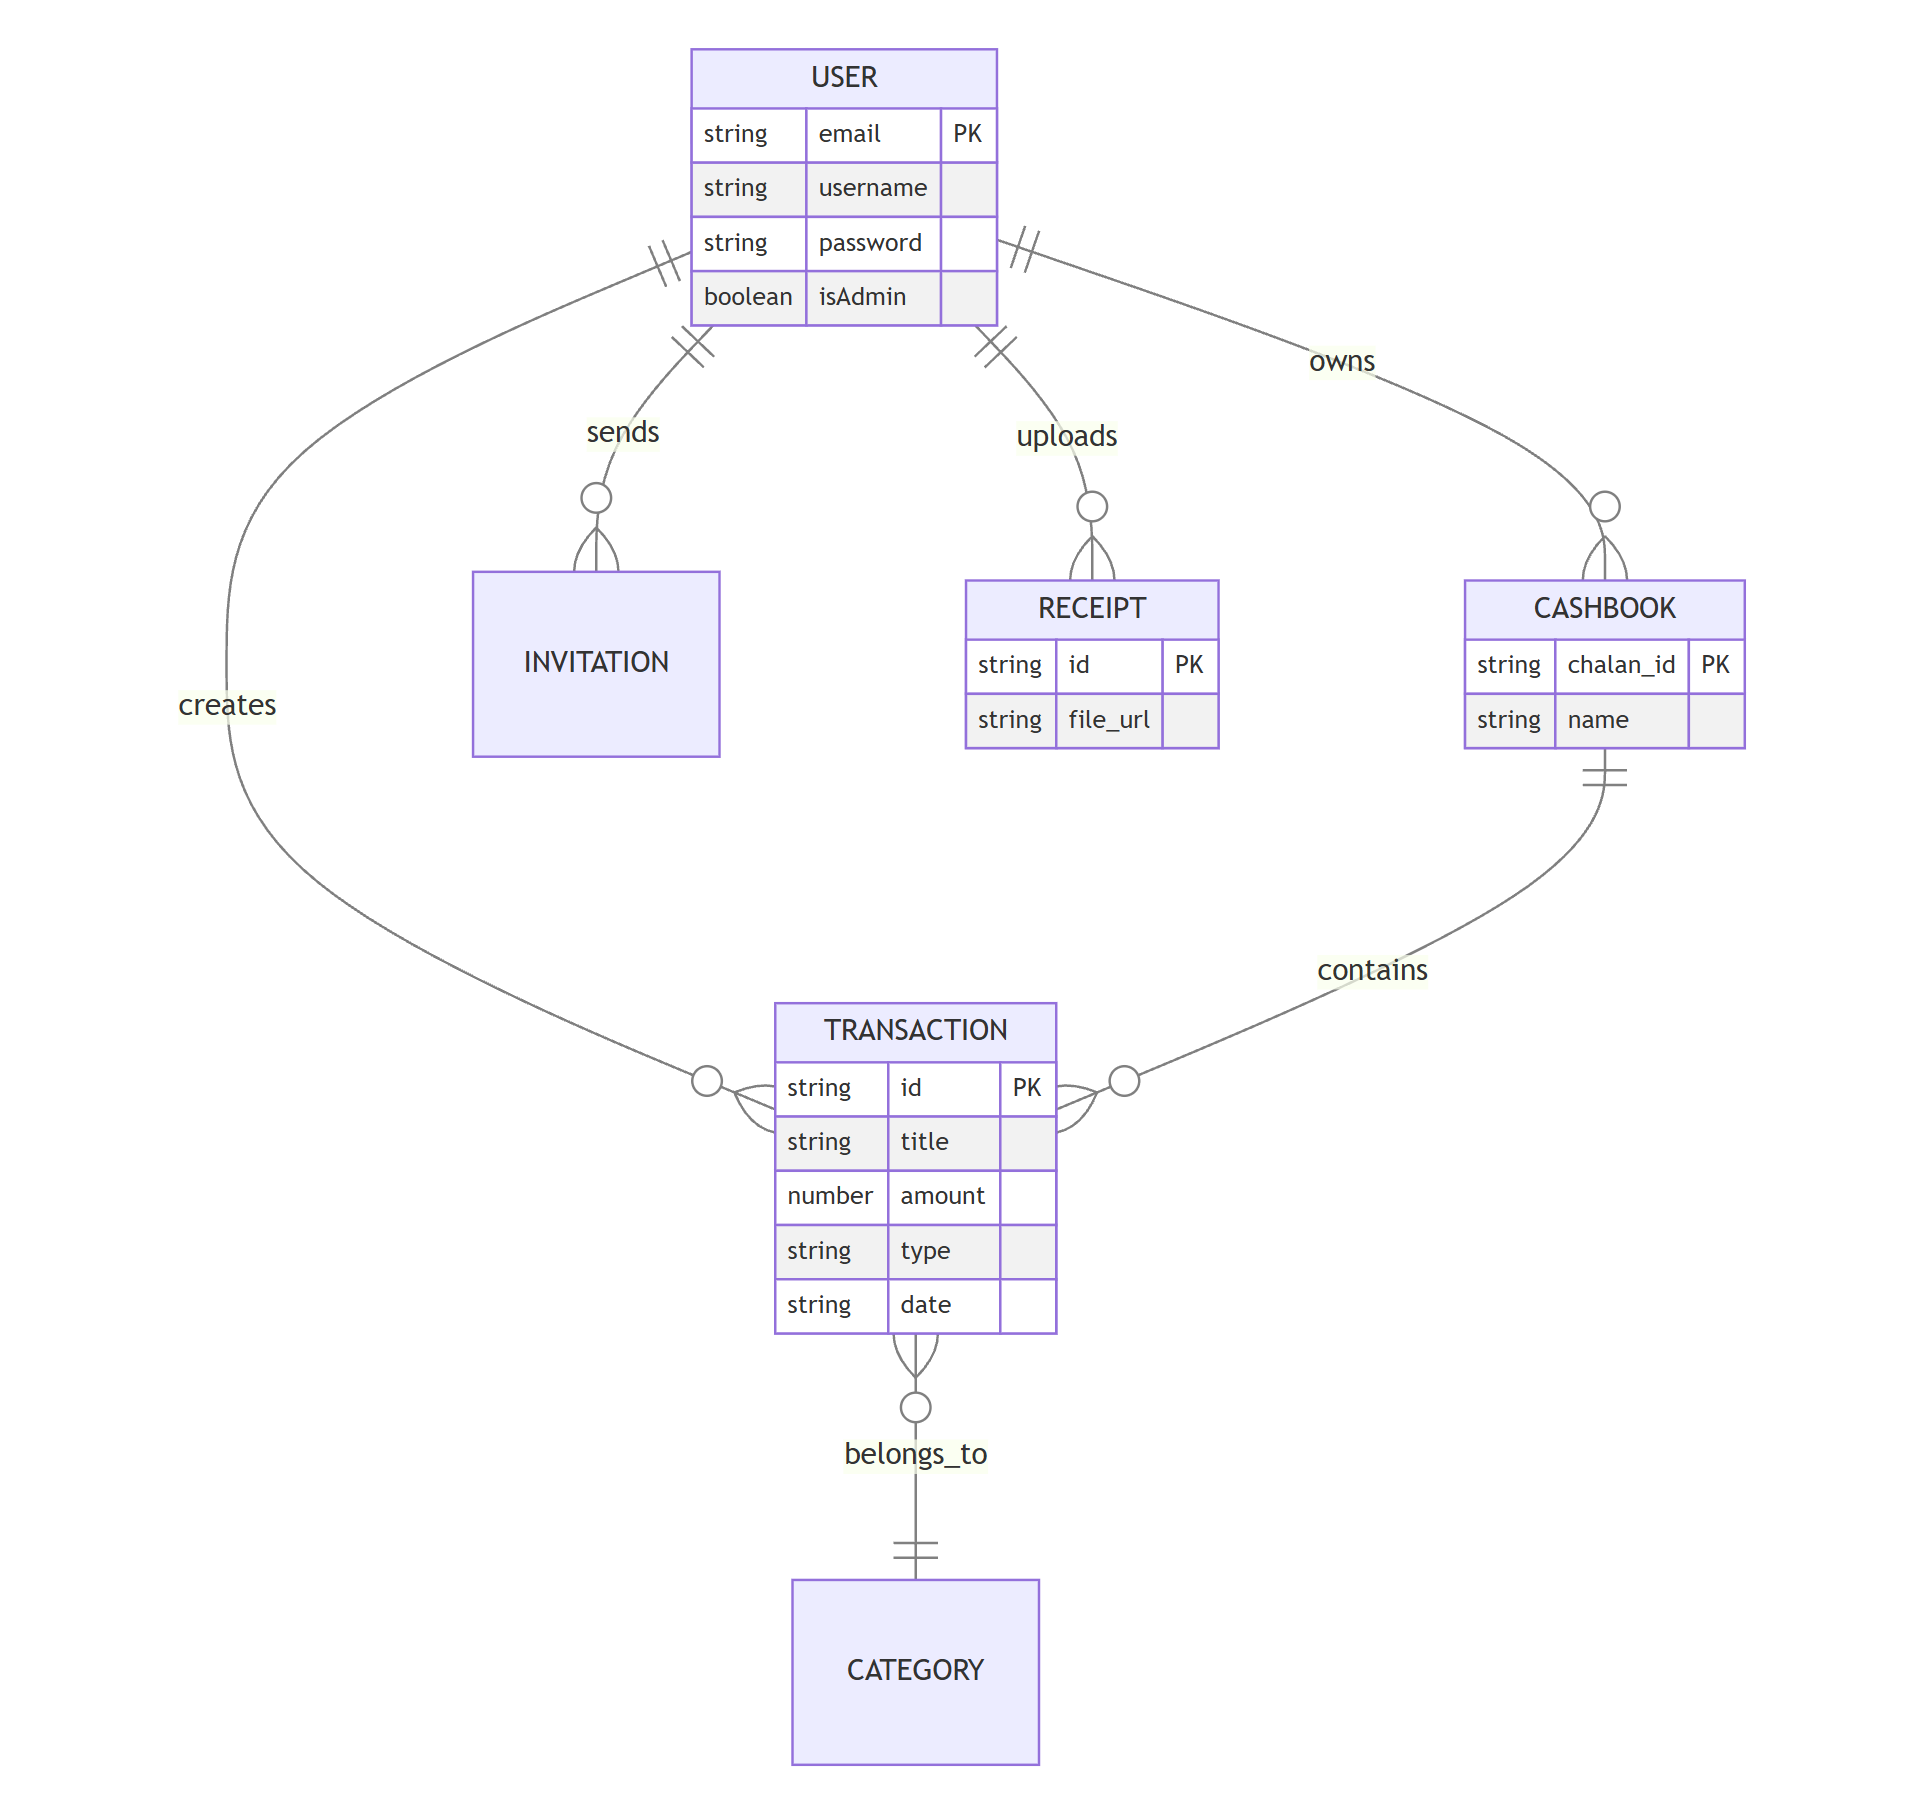 USER
string email PK
string username
string password
boolean isAdmin
owns
sends
uploads
INVITATION
RECEIPT
string id PK
string file_url
CASHBOOK
string chalan_id PK
string name
creates
contains
TRANSACTION
string id PK
string title
number amount
string type
string date
belongs_to
CATEGORY